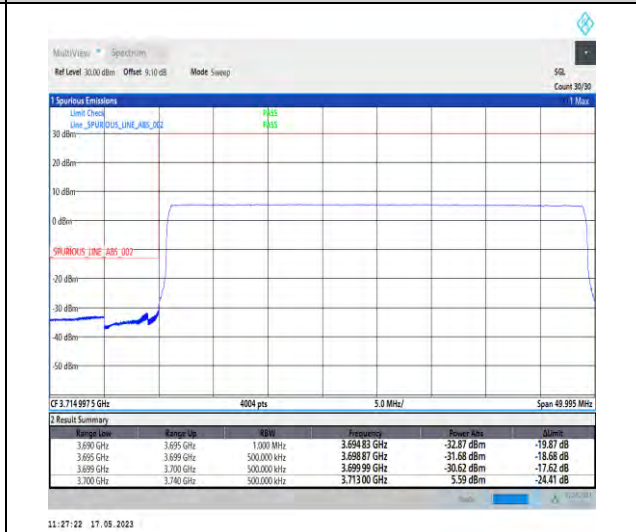 MultiView Spectrum
Ref Level 30.00 dBm Offset 9.10 dB Mode Sweep SGL
Count 30/30
1 Spurious Emissions 1 Max
Limit Check PASS
Line _SPURIOUS_LINE_ABS_002 PASS
30 dBm
20 dBm
10 dBm
0 dBm
_SPURIOUS_LINE_ABS_002
-20 dBm
-30 dBm
-40 dBm
-50 dBm
CF 3.714 997 5 GHz 4004 pts 5.0 MHz/ Span 49.995 MHz
2 Result Summary
Range Low Range Up RBW Frequency Power Abs ΔLimit
3.690 GHz 3.695 GHz 1.000 MHz 3.694 83 GHz -32.87 dBm -19.87 dB
3.695 GHz 3.699 GHz 500.000 kHz 3.698 87 GHz -31.68 dBm -18.68 dB
3.699 GHz 3.700 GHz 500.000 kHz 3.699 99 GHz -30.62 dBm -17.62 dB
3.700 GHz 3.740 GHz 500.000 kHz 3.713 00 GHz 5.59 dBm -24.41 dB
11:27:22 17.05.2023